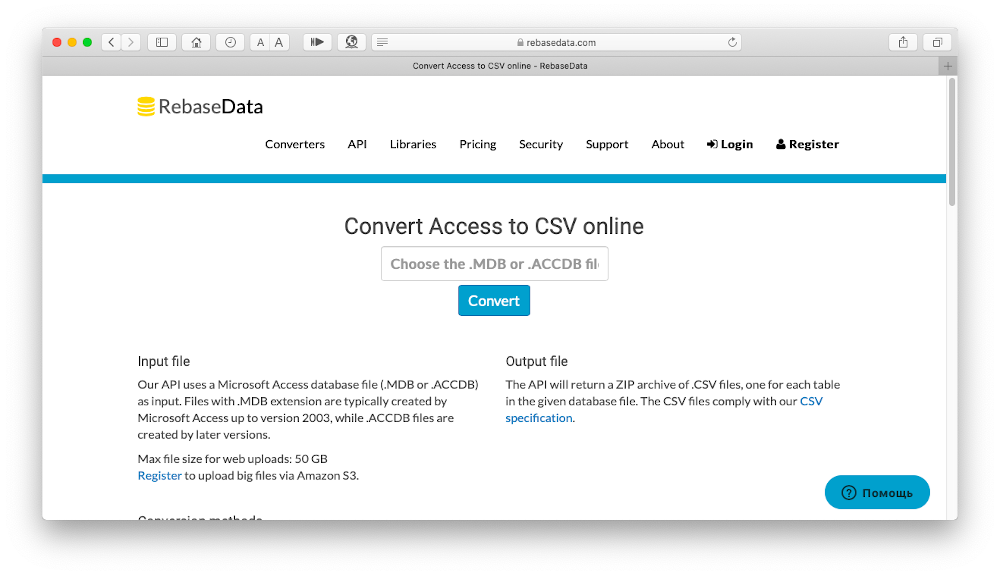 A A
rebasedata.com
Convert Access to CSV online - RebaseData
RebaseData
Converters API Libraries Pricing Security Support About Login Register
Convert Access to CSV online
Choose the .MDB or .ACCDB fil
Convert
Input file
Our API uses a Microsoft Access database file (.MDB or .ACCDB)
as input. Files with .MDB extension are typically created by
Microsoft Access up to version 2003, while .ACCDB files are
created by later versions.
Max file size for web uploads: 50 GB
Register to upload big files via Amazon S3.
Output file
The API will return a ZIP archive of .CSV files, one for each table
in the given database file. The CSV files comply with our CSV
specification.
Conversion methods
Помощь